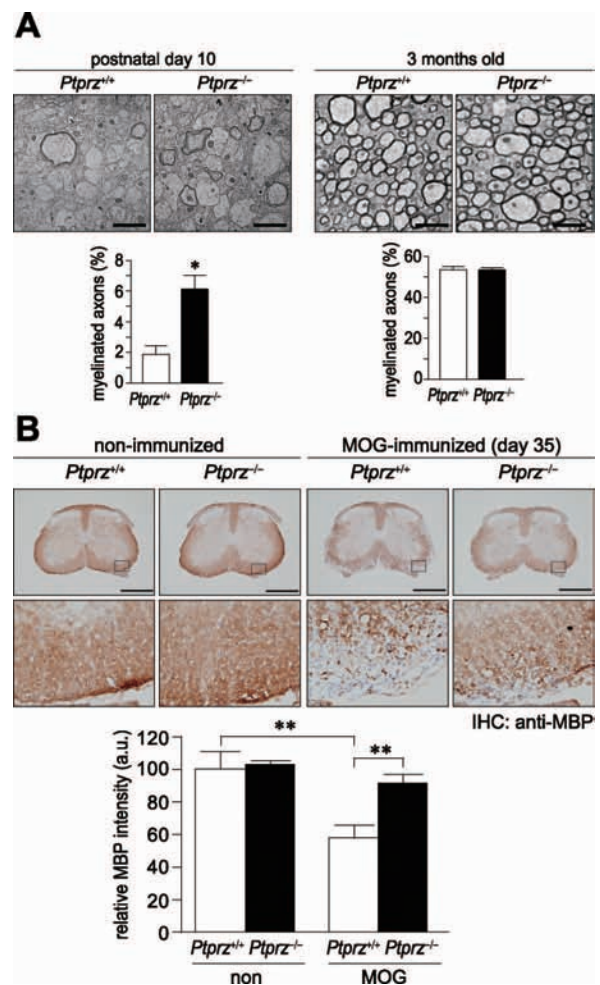 A
postnatal day 10
3 months old
Ptprz+/+
Ptprz−/−
Ptprz+/+
Ptprz−/−
myelinated axons (%)
8
6
4
2
0
*
Ptprz+/+
Ptprz−/−
myelinated axons (%)
60
40
20
0
Ptprz+/+
Ptprz−/−
B
non-immunized
MOG-immunized (day 35)
Ptprz+/+
Ptprz−/−
Ptprz+/+
Ptprz−/−
IHC: anti-MBP
relative MBP intensity (a.u.)
120
100
80
60
40
20
0
**
**
Ptprz+/+ Ptprz−/−
Ptprz+/+ Ptprz−/−
non
MOG